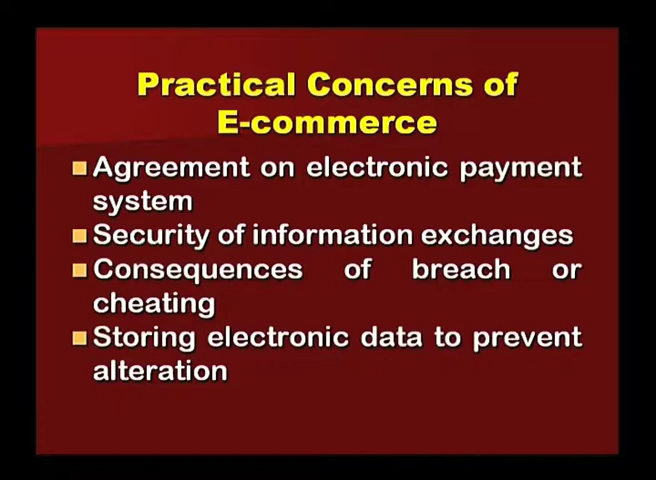 Practical Concerns of
E-commerce
Agreement on electronic payment
system
Security of information exchanges
Consequences of breach or
cheating
Storing electronic data to prevent
alteration